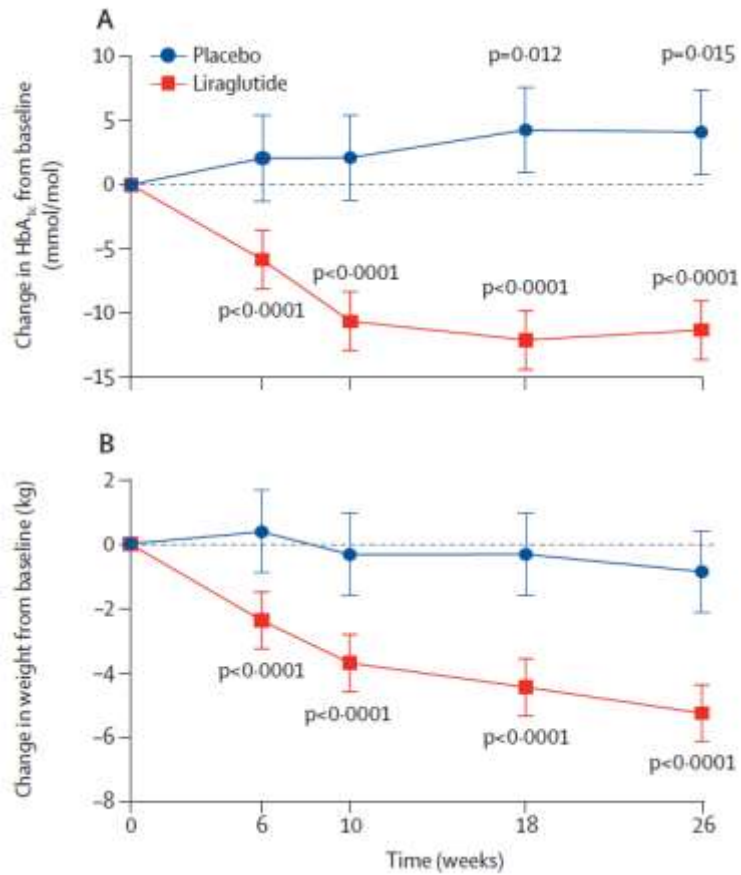 A
Placebo
Liraglutide
p=0·012
p=0·015
10
5
0
−5
−10
−15
Change in HbA1c from baseline
(mmol/mol)
p<0·0001
p<0·0001
p<0·0001
p<0·0001
B
2
0
−2
−4
−6
−8
Change in weight from baseline (kg)
p<0·0001
p<0·0001
p<0·0001
p<0·0001
0
6
10
18
26
Time (weeks)